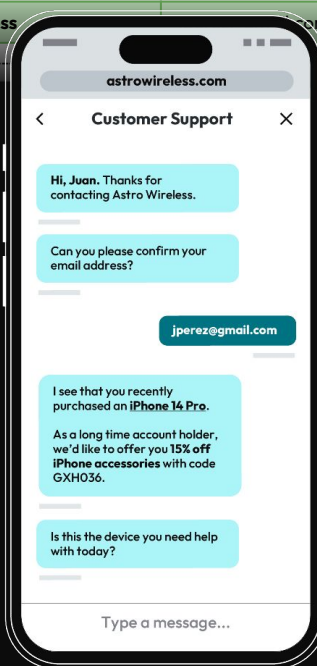 ss
astrowireless.com
Customer Support
Hi, Juan. Thanks for
contacting Astro Wireless.
Can you please confirm your
email address?
jperez@gmail.com
I see that you recently
purchased an iPhone 14 Pro.
As a long time account holder,
we'd like to offer you 15% off
iPhone accessories with code
GXH036.
Is this the device you need help
with today?
Type a message...